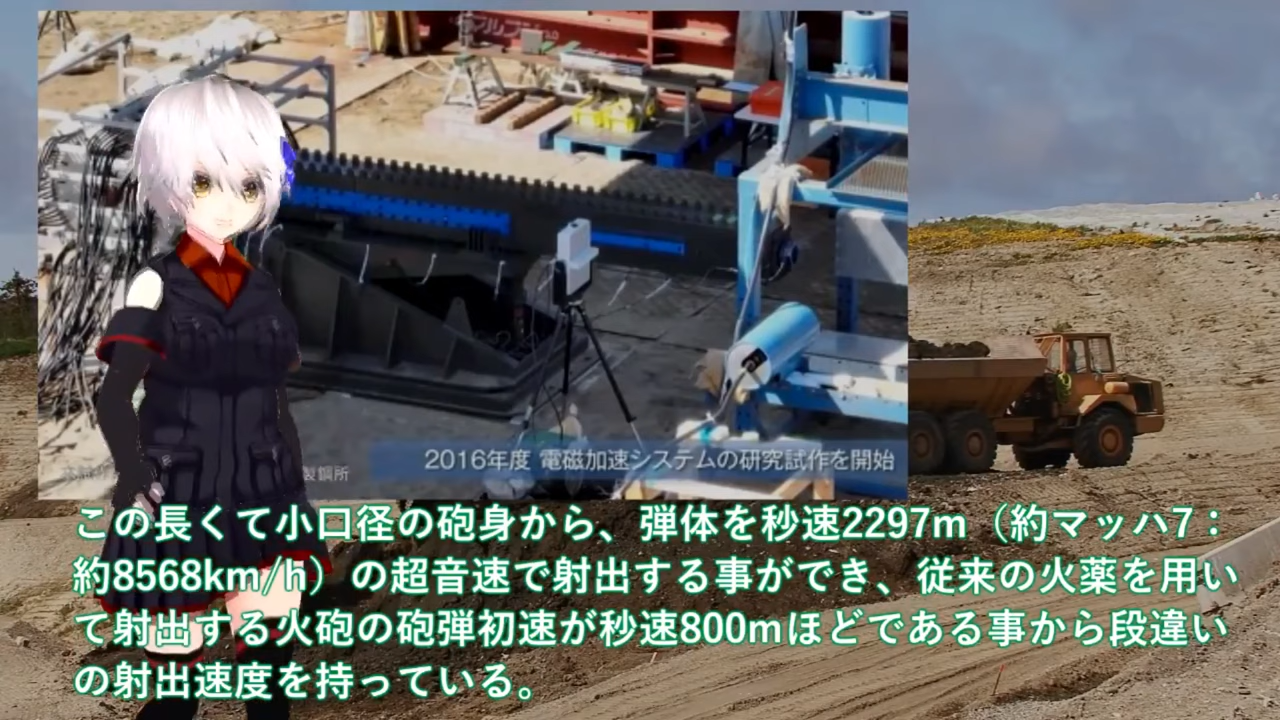 2016年度 電磁加速システムの研究試作を開始
製鋼所
この長くて小口径の砲身から、弾体を秒速2297m（約マッハ7：
約8568km/h）の超音速で射出する事ができ、従来の火薬を用い
て射出する火砲の砲弾初速が秒速800mほどである事から段違い
の射出速度を持っている。